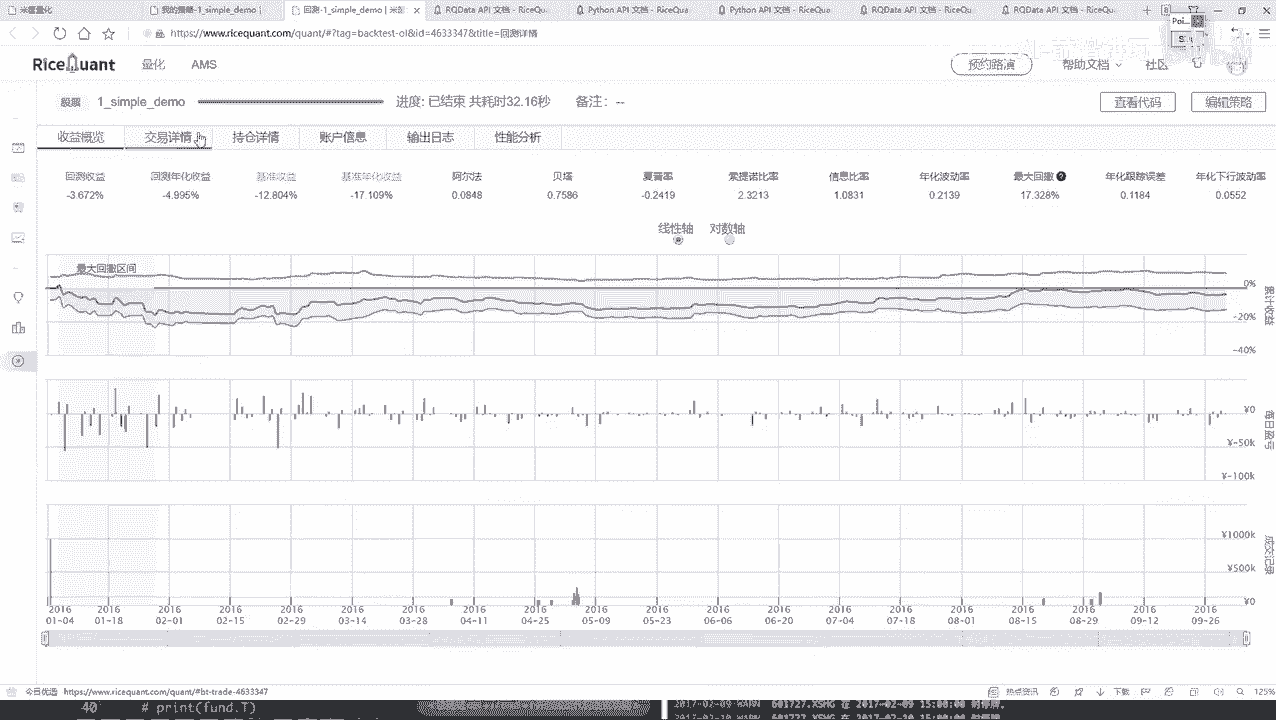 米筐量化 我的策略-1_simple_demo | 回测-1_simple_demo | 米筐 RQData API 文档 - RiceQu Python API 文档 - RiceQua Python API 文档 - RiceQua RQData API 文档 - RiceQu RQData API 文档 - RiceQu
https://www.ricequant.com/quant/#?tag=backtest-ol&id=4633347&title=回测详情
RiceQuant 量化 AMS 预约路演 帮助文档 社区
股票 1_simple_demo 进度: 已结束 共耗时32.16秒 备注: -- 查看代码 编辑策略
收益概览 交易详情 持仓详情 账户信息 输出日志 性能分析
回测收益 回测年化收益 基准收益 基准年化收益 阿尔法 贝塔 夏普率 索提诺比率 信息比率 年化波动率 最大回撤 年化跟踪误差 年化下行波动率
-3.672% -4.995% -12.804% -17.109% 0.0848 0.7586 -0.2419 2.3213 1.0831 0.2139 17.328% 0.1184 0.0552
线性轴 对数轴
最大回撤区间
0%
-20%
-40%
累计收益
¥0
¥-50k
¥-100k
每日盈亏
¥1000k
¥500k
¥0
成交记录
2016 2016 2016 2016 2016 2016 2016 2016 2016 2016 2016 2016 2016 2016 2016 2016 2016 2016 2016 2016
01-04 01-18 02-01 02-15 02-29 03-14 03-28 04-11 04-25 05-09 05-23 06-06 06-20 07-04 07-18 08-01 08-15 08-29 09-12 09-26
今日优选 https://www.ricequant.com/quant/#bt-trade-4633347 热点资讯 下载 125%
40 # print(fund.T) 2017-02-09 WARN 601727.XSHG 在 2017-02-09 15:00:00 时停牌.